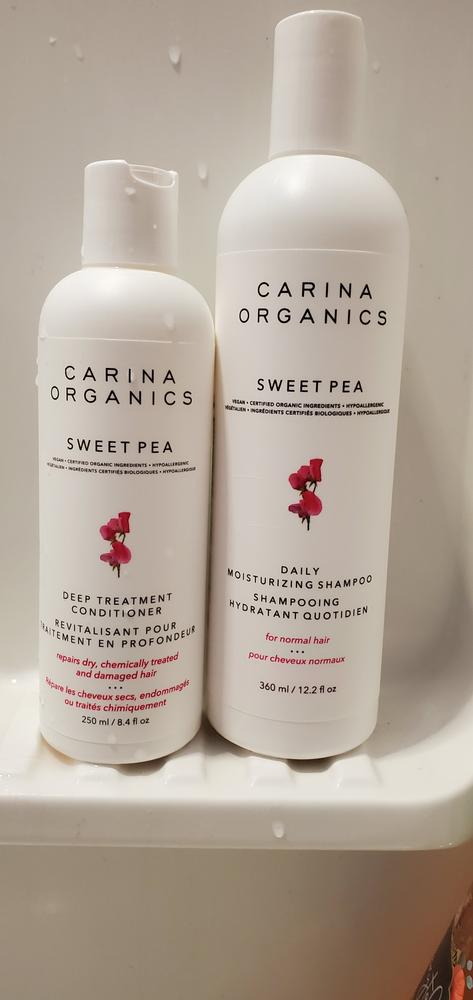 CARINA
ORGANICS
SWEET PEA
VEGAN • CERTIFIED ORGANIC INGREDIENTS • HYPOALLERGENIC
VÉGÉTALIEN • INGRÉDIENTS CERTIFIÉS BIOLOGIQUES • HYPOALLERGÉNIQUE
DEEP TREATMENT
CONDITIONER
REVITALISANT POUR
TRAITEMENT EN PROFONDEUR
repairs dry, chemically treated
and damaged hair
•••
Répare les cheveux secs, endommagés
ou traités chimiquement
250 ml / 8.4 fl oz
CARINA
ORGANICS
SWEET PEA
VEGAN • CERTIFIED ORGANIC INGREDIENTS • HYPOALLERGENIC
VÉGÉTALIEN • INGRÉDIENTS CERTIFIÉS BIOLOGIQUES • HYPOALLERGÉNIQUE
DAILY
MOISTURIZING SHAMPOO
SHAMPOOING
HYDRATANT QUOTIDIEN
for normal hair
•••
pour cheveux normaux
360 ml / 12.2 fl oz